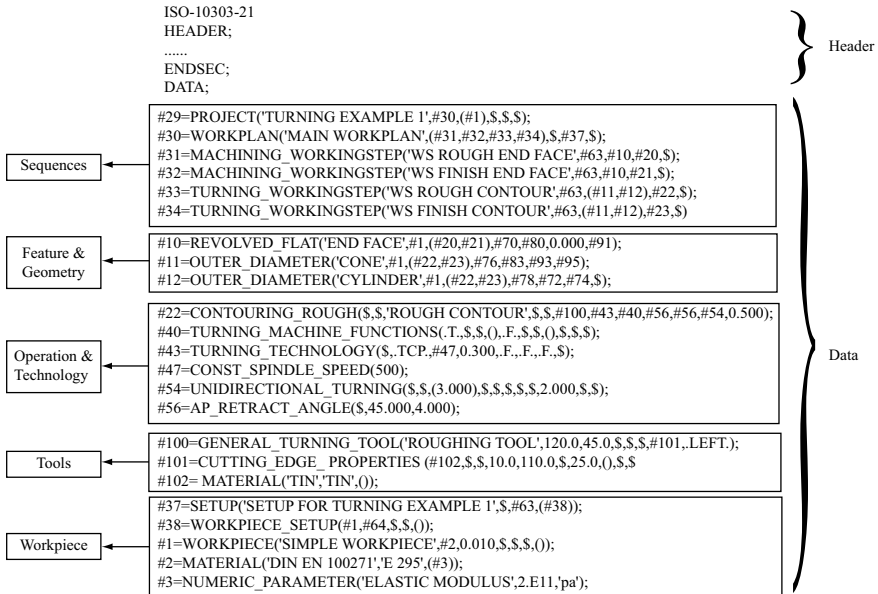 ISO-10303-21
HEADER;
......
ENDSEC;
DATA;
Header
#29=PROJECT('TURNING EXAMPLE 1',#30,(#1),$,$,$);
#30=WORKPLAN('MAIN WORKPLAN',(#31,#32,#33,#34),$,#37,$);
#31=MACHINING_WORKINGSTEP('WS ROUGH END FACE',#63,#10,#20,$);
#32=MACHINING_WORKINGSTEP('WS FINISH END FACE',#63,#10,#21,$);
#33=TURNING_WORKINGSTEP('WS ROUGH CONTOUR',#63,(#11,#12),#22,$);
#34=TURNING_WORKINGSTEP('WS FINISH CONTOUR',#63,(#11,#12),#23,$)
Sequences
#10=REVOLVED_FLAT('END FACE',#1,(#20,#21),#70,#80,0.000,#91);
#11=OUTER_DIAMETER('CONE',#1,(#22,#23),#76,#83,#93,#95);
#12=OUTER_DIAMETER('CYLINDER',#1,(#22,#23),#78,#72,#74,$);
Feature &
Geometry
#22=CONTOURING_ROUGH($,$,'ROUGH CONTOUR',$,$,#100,#43,#40,#56,#56,#54,0.500);
#40=TURNING_MACHINE_FUNCTIONS(.T.,$,$,(),.F.,$,$,(),$,$,$);
#43=TURNING_TECHNOLOGY($,.TCP.,#47,0.300,.F.,.F.,.F.,$);
#47=CONST_SPINDLE_SPEED(500);
#54=UNIDIRECTIONAL_TURNING($,$,(3.000),$,$,$,$,$,2.000,$,$);
#56=AP_RETRACT_ANGLE($,45.000,4.000);
Operation &
Technology
Data
#100=GENERAL_TURNING_TOOL('ROUGHING TOOL',120.0,45.0,$,$,$,#101,.LEFT.);
#101=CUTTING_EDGE_ PROPERTIES (#102,$,$,10.0,110.0,$,25.0,(),$,$
#102= MATERIAL('TIN','TIN',());
Tools
#37=SETUP('SETUP FOR TURNING EXAMPLE 1',$,#63,(#38));
#38=WORKPIECE_SETUP(#1,#64,$,$,());
#1=WORKPIECE('SIMPLE WORKPIECE',#2,0.010,$,$,$,());
#2=MATERIAL('DIN EN 100271','E 295',(#3));
#3=NUMERIC_PARAMETER('ELASTIC MODULUS',2.E11,'pa');
Workpiece